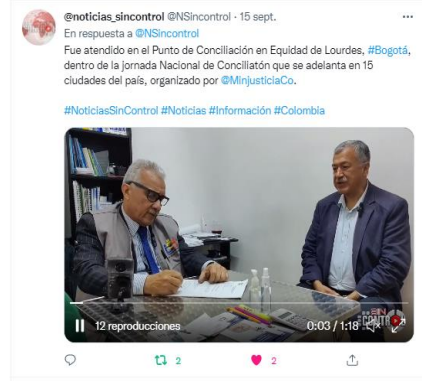 @noticias_sincontrol @NSincontrol · 15 sept.
En respuesta a @NSincontrol
Fue atendido en el Punto de Conciliación en Equidad de Lourdes, #Bogotá,
dentro de la jornada Nacional de Conciliatón que se adelanta en 15
ciudades del país, organizado por @MinjusticiaCo.
#NoticiasSinControl #Noticias #Información #Colombia
12 reproducciones
0:03 / 1:18
2
2